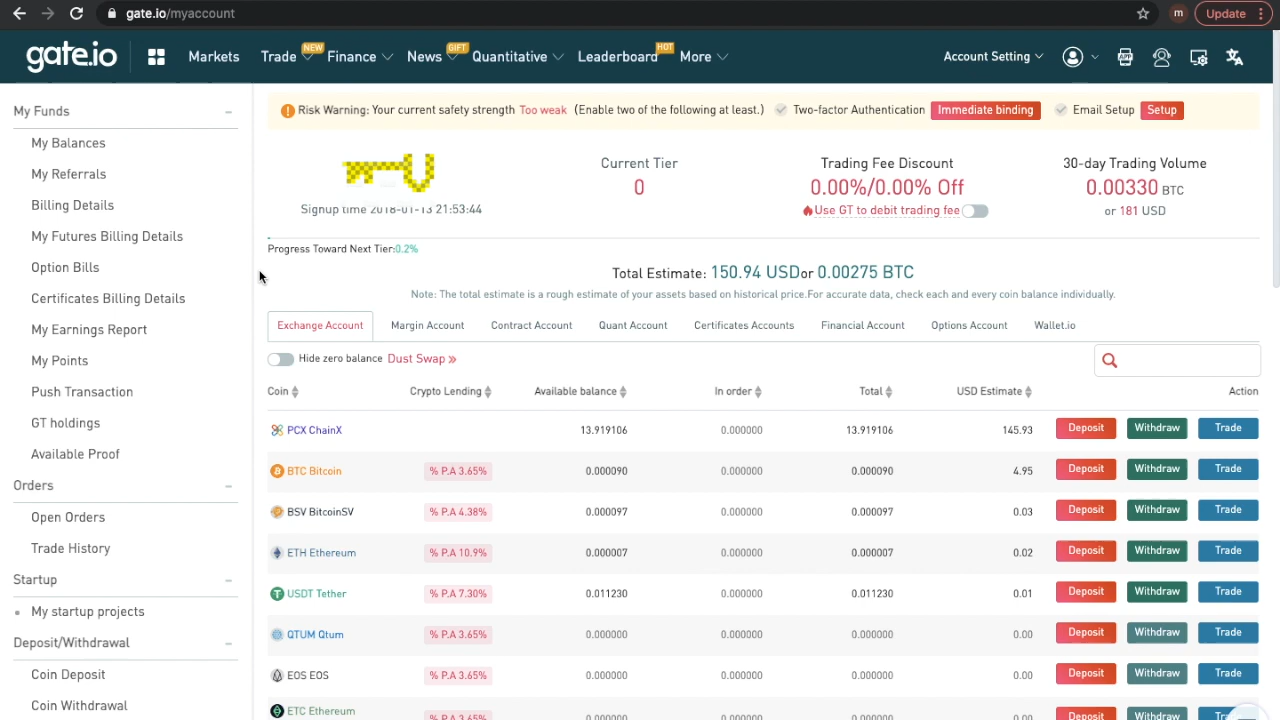 gate.io/myaccount
m
Update
gate.io
Markets
Trade
NEW
Finance
News
GIFT
Quantitative
Leaderboard
HOT
More
Account Setting
My Funds
My Balances
My Referrals
Billing Details
My Futures Billing Details
Option Bills
Certificates Billing Details
My Earnings Report
My Points
Push Transaction
GT holdings
Available Proof
Orders
Open Orders
Trade History
Startup
My startup projects
Deposit/Withdrawal
Coin Deposit
Coin Withdrawal
Risk Warning: Your current safety strength Too weak (Enable two of the following at least.) Two-factor Authentication Immediate binding Email Setup Setup
Signup time 2018-01-13 21:53:44
Current Tier
0
Trading Fee Discount
0.00%/0.00% Off
Use GT to debit trading fee
30-day Trading Volume
0.00330 BTC
or 181 USD
Progress Toward Next Tier:0.2%
Total Estimate: 150.94 USDor 0.00275 BTC
Note: The total estimate is a rough estimate of your assets based on historical price.For accurate data, check each and every coin balance individually.
Exchange Account Margin Account Contract Account Quant Account Certificates Accounts Financial Account Options Account Wallet.io
Hide zero balance Dust Swap »
Coin Crypto Lending Available balance In order Total USD Estimate Action
PCX ChainX 13.919106 0.000000 13.919106 145.93 Deposit Withdraw Trade
BTC Bitcoin % P.A 3.65% 0.000090 0.000000 0.000090 4.95 Deposit Withdraw Trade
BSV BitcoinSV % P.A 4.38% 0.000097 0.000000 0.000097 0.03 Deposit Withdraw Trade
ETH Ethereum % P.A 10.9% 0.000007 0.000000 0.000007 0.02 Deposit Withdraw Trade
USDT Tether % P.A 7.30% 0.011230 0.000000 0.011230 0.01 Deposit Withdraw Trade
QTUM Qtum % P.A 3.65% 0.000000 0.000000 0.000000 0.00 Deposit Withdraw Trade
EOS EOS % P.A 3.65% 0.000000 0.000000 0.000000 0.00 Deposit Withdraw Trade
ETC Ethereum % P.A 3.65% 0.000000 0.000000 0.000000 0.00 Deposit Withdraw